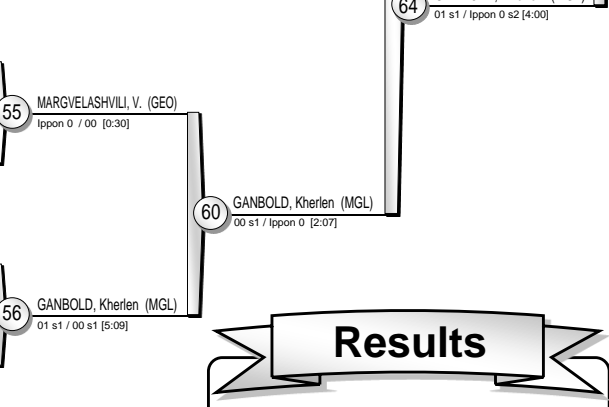 64
01 s1 / Ippon 0 s2 [4:00]
55
MARGVELASHVILI, V. (GEO)
Ippon 0 / 00 [0:30]
60
GANBOLD, Kherlen (MGL)
00 s1 / Ippon 0 [2:07]
56
GANBOLD, Kherlen (MGL)
01 s1 / 00 s1 [5:09]
Results